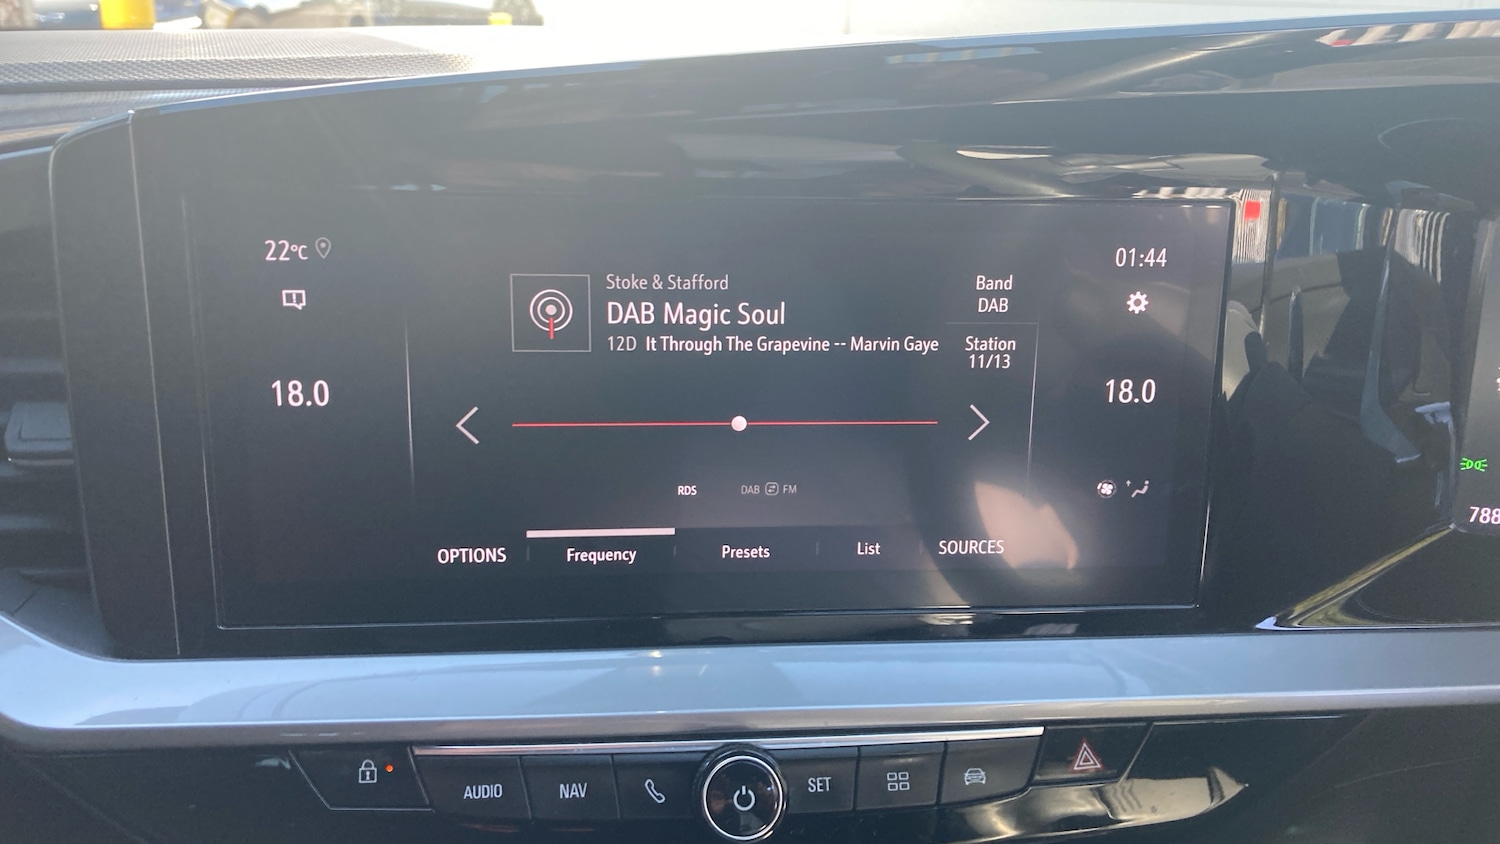 22°C
01:44
Stoke & Stafford
DAB Magic Soul
12D It Through The Grapevine -- Marvin Gaye
Band
DAB
Station
11/13
18.0
18.0
RDS
DAB FM
OPTIONS
Frequency
Presets
List
SOURCES
788
AUDIO
NAV
SET